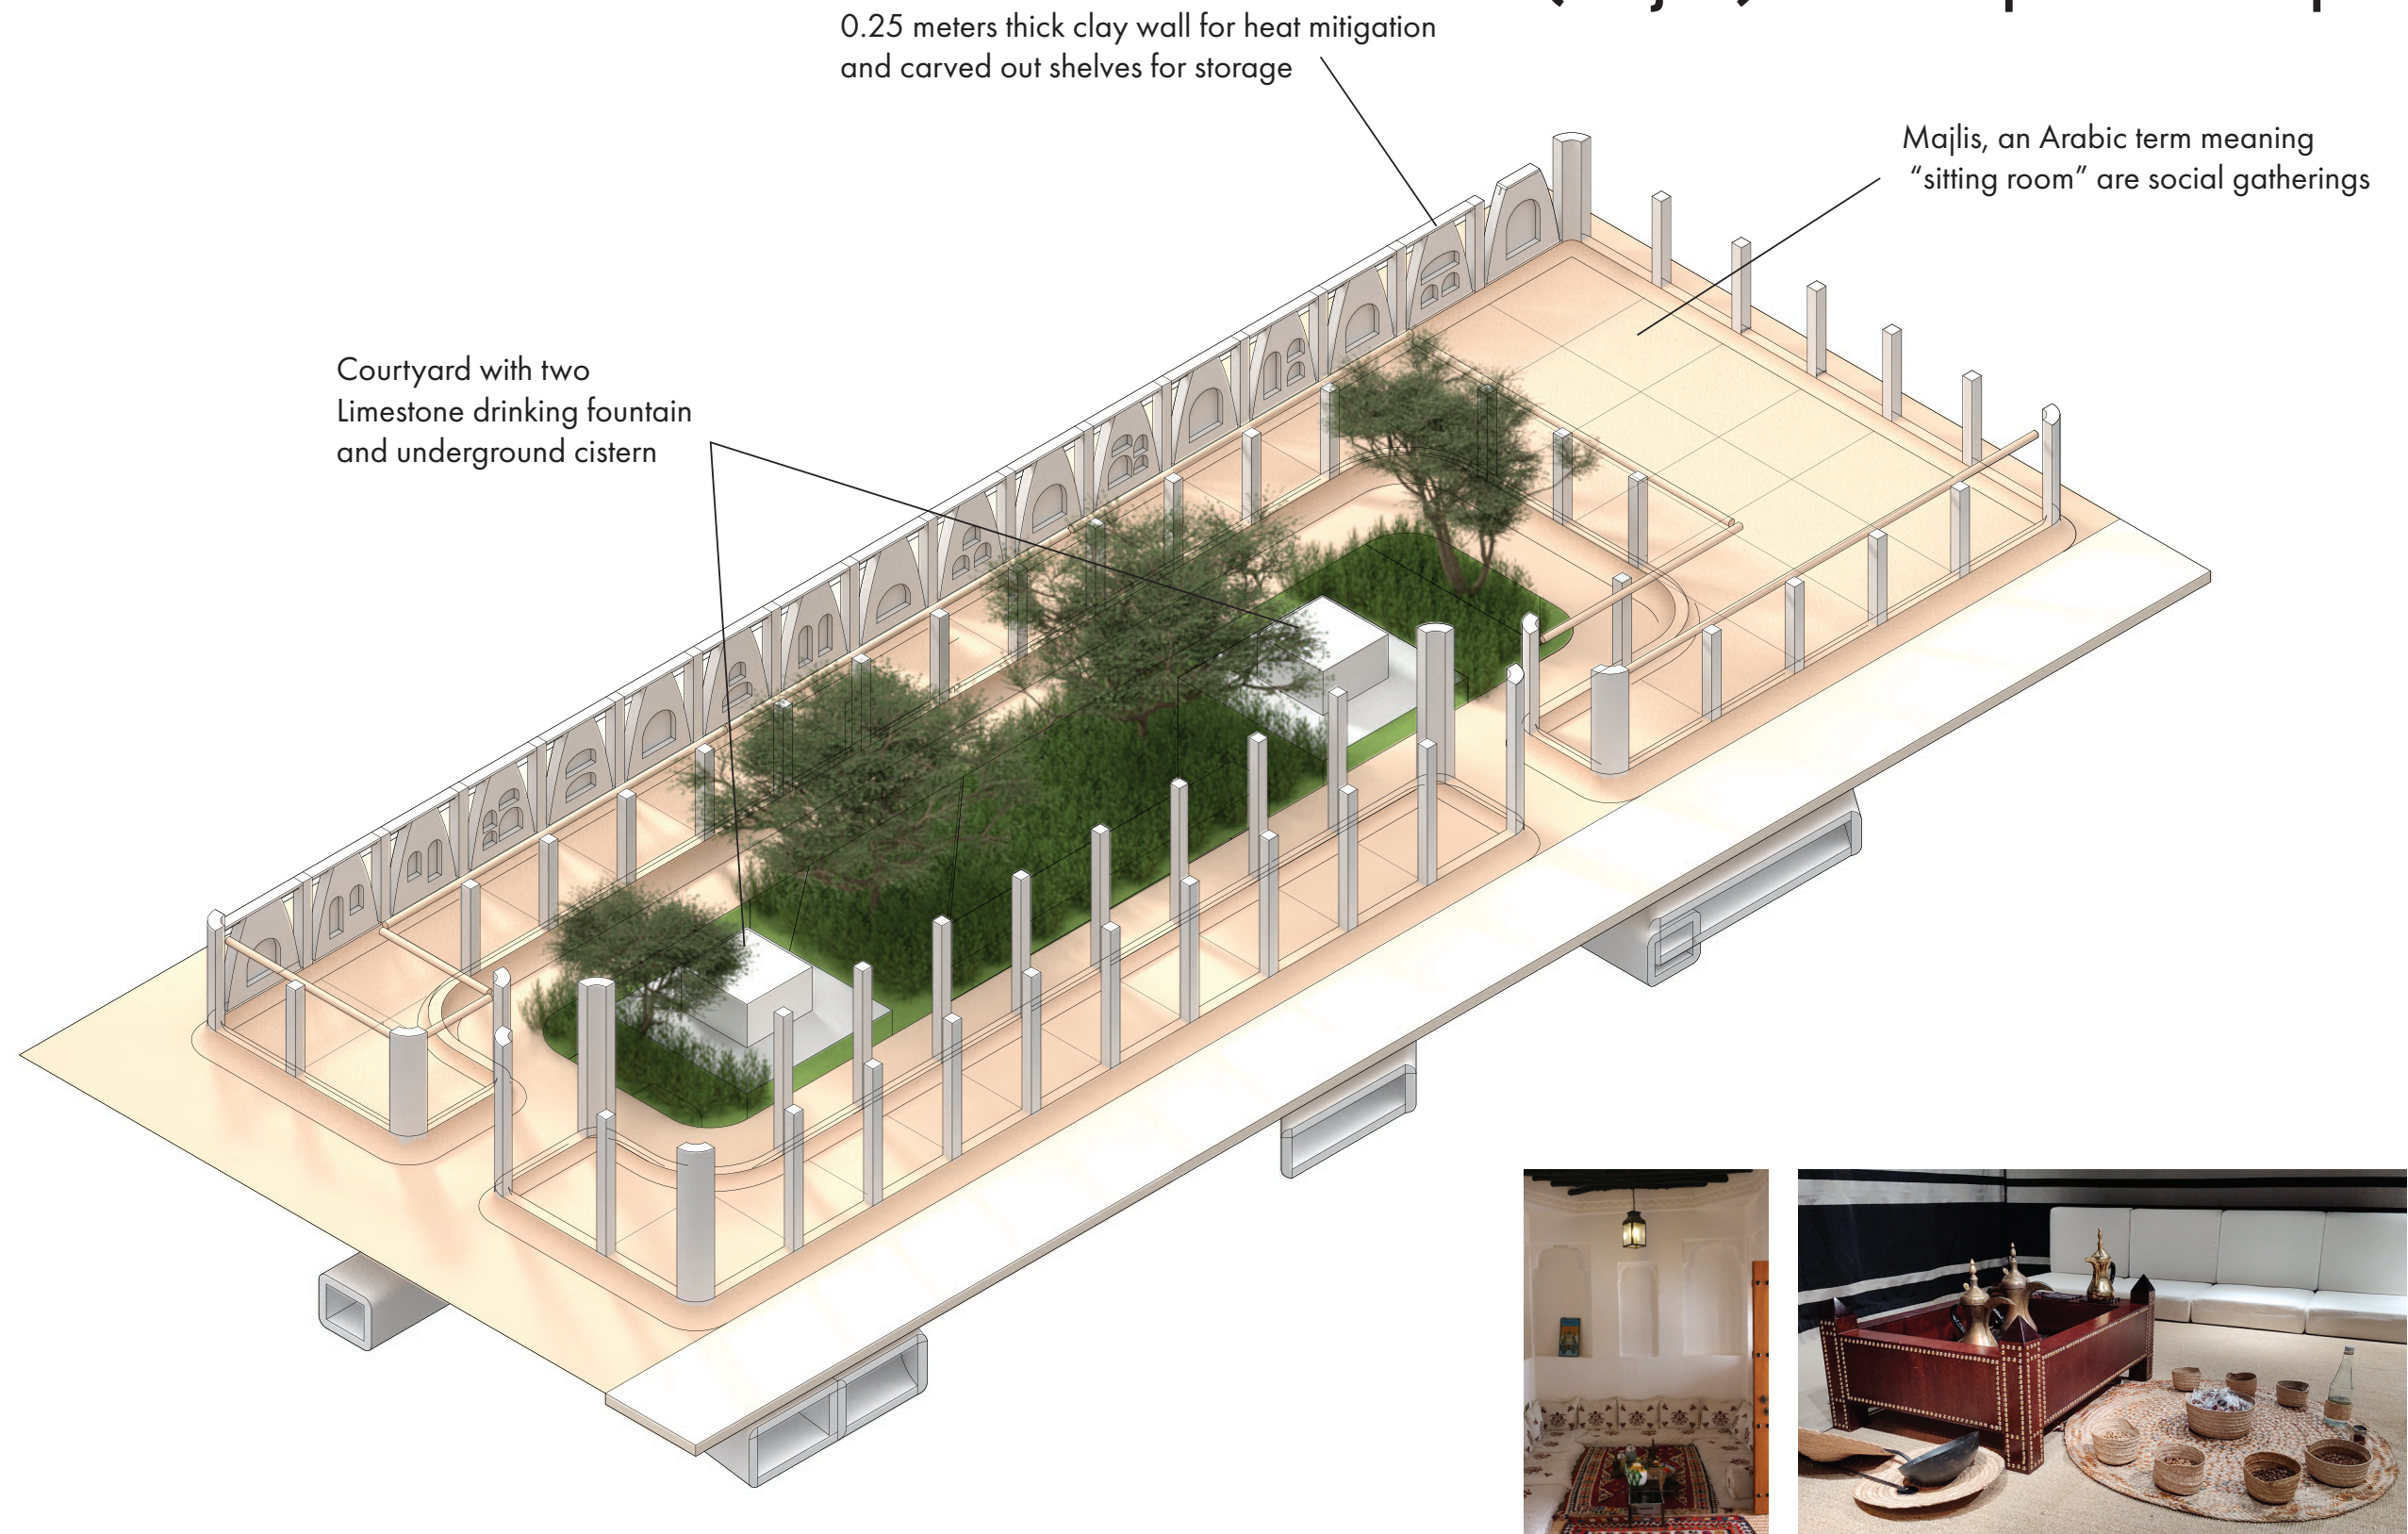 0.25 meters thick clay wall for heat mitigation
and carved out shelves for storage
Majlis, an Arabic term meaning
“sitting room” are social gatherings
Courtyard with two
Limestone drinking fountain
and underground cistern